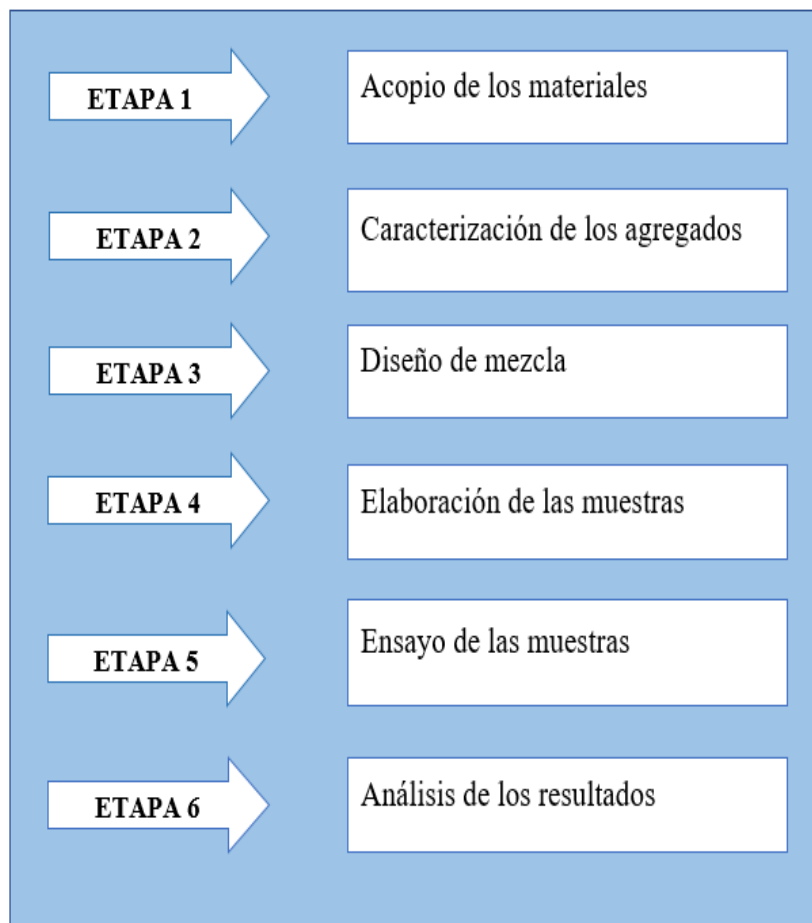 ETAPA 1
Acopio de los materiales
ETAPA 2
Caracterización de los agregados
ETAPA 3
Diseño de mezcla
ETAPA 4
Elaboración de las muestras
ETAPA 5
Ensayo de las muestras
ETAPA 6
Análisis de los resultados